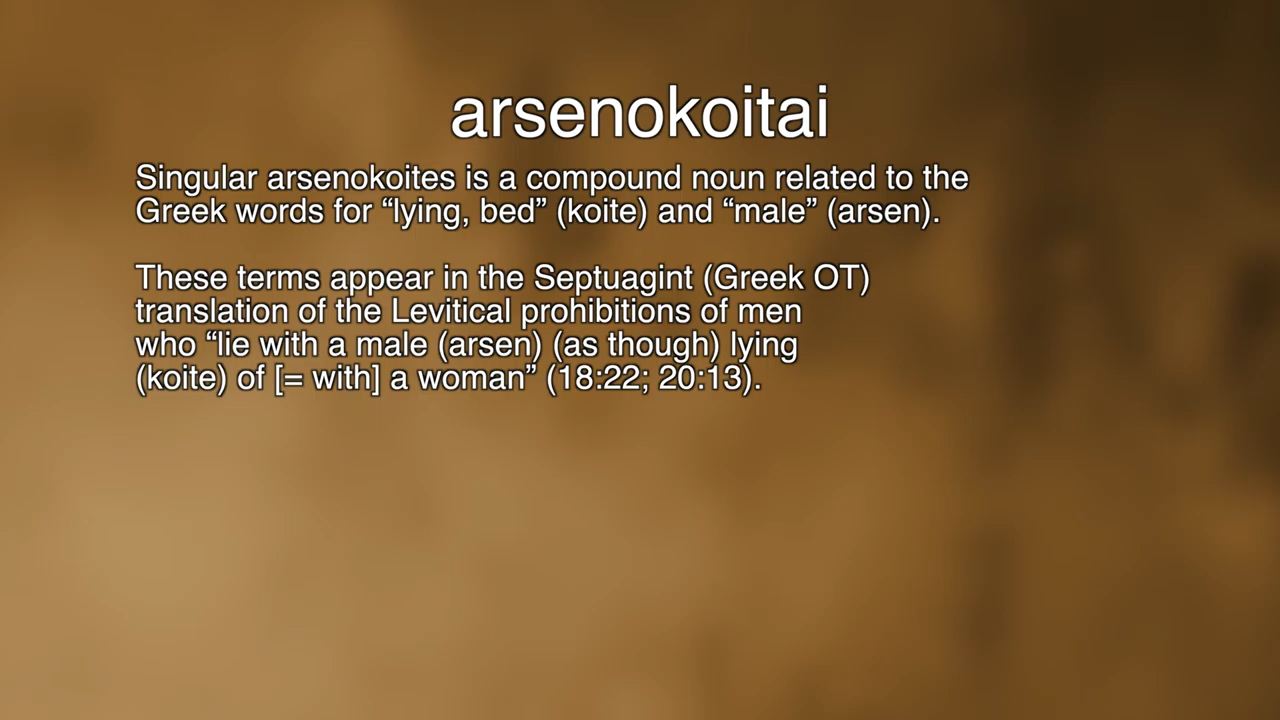 arsenokoitai
Singular arsenokoites is a compound noun related to the
Greek words for “lying, bed” (koite) and “male” (arsen).
These terms appear in the Septuagint (Greek OT)
translation of the Levitical prohibitions of men
who “lie with a male (arsen) (as though) lying
(koite) of [= with] a woman” (18:22; 20:13).